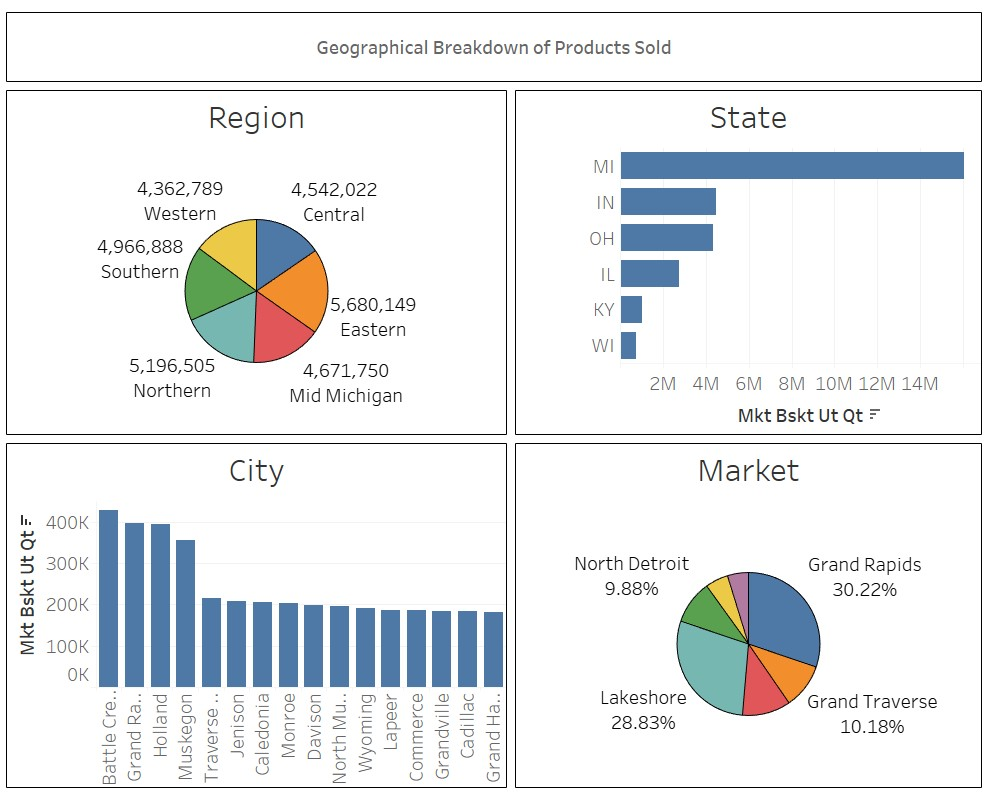 Geographical Breakdown of Products Sold
Region
4,362,789
Western
4,542,022
Central
4,966,888
Southern
5,680,149
Eastern
5,196,505
Northern
4,671,750
Mid Michigan
State
MI
IN
OH
IL
KY
WI
2M 4M 6M 8M 10M 12M 14M
Mkt Bskt Ut Qt
City
Mkt Bskt Ut Qt
400K
300K
200K
100K
0K
Battle Cre..
Grand Ra..
Holland
Muskegon
Traverse ..
Jenison
Caledonia
Monroe
Davison
North Mu..
Wyoming
Lapeer
Commerce
Grandville
Cadillac
Grand Ha..
Market
North Detroit
9.88%
Grand Rapids
30.22%
Lakeshore
28.83%
Grand Traverse
10.18%